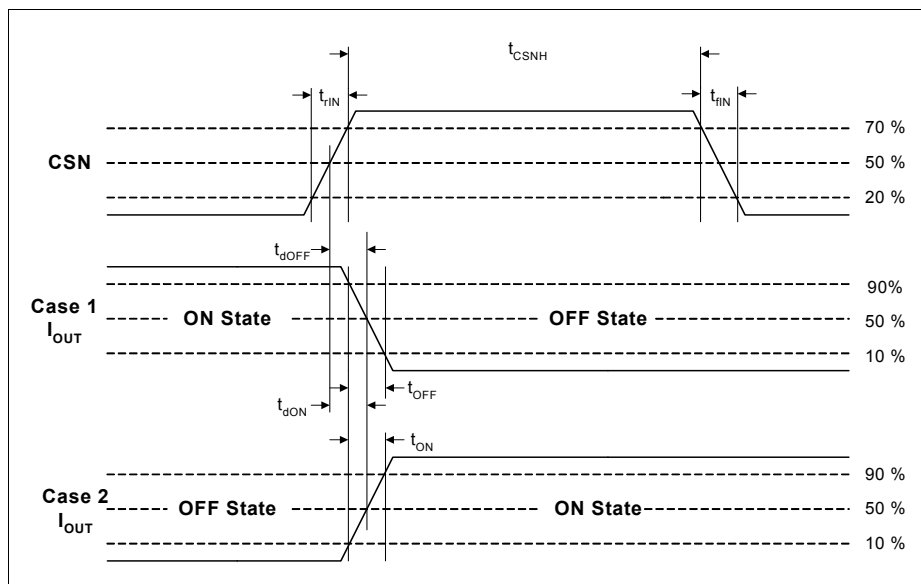 t_CSNH
t_rIN
t_fIN
70 %
CSN
50 %
20 %
t_dOFF
90%
Case 1
I_OUT
ON State
OFF State
50 %
10 %
t_OFF
t_dON
t_ON
90 %
Case 2
I_OUT
OFF State
ON State
50 %
10 %